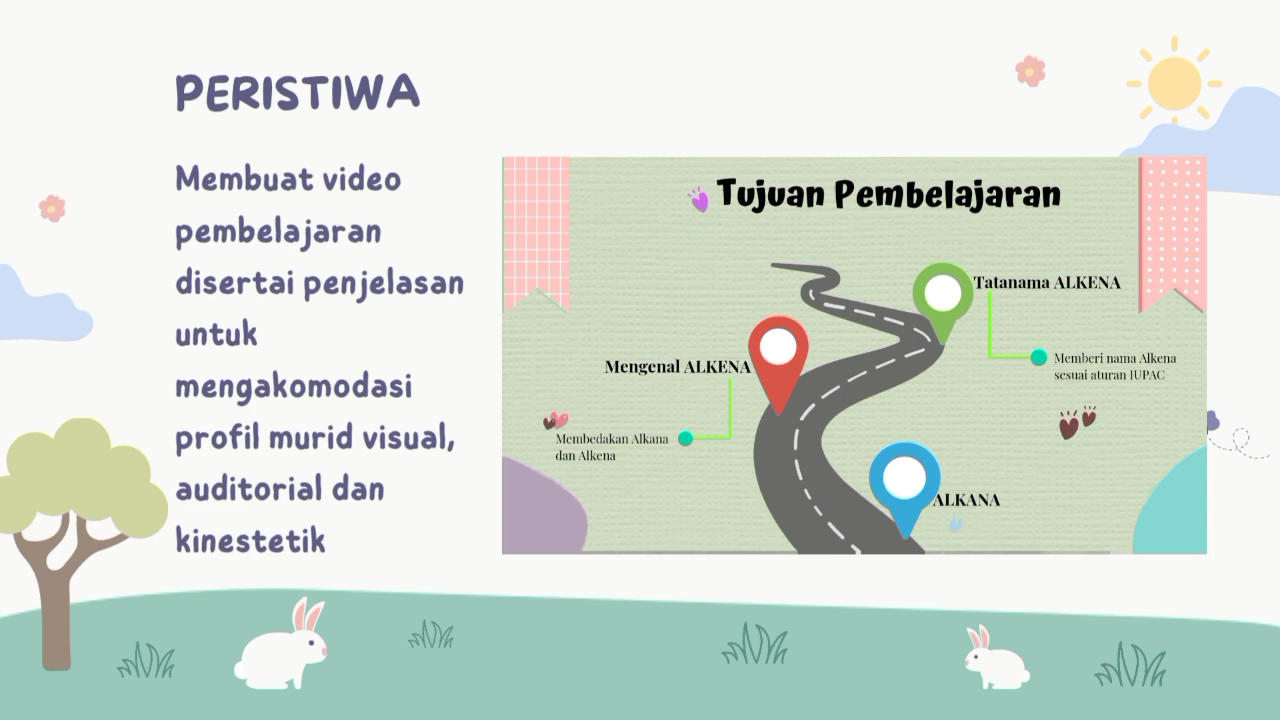 PERISTIWA
Membuat video
pembelajaran
disertai penjelasan
untuk
mengakomodasi
profil murid visual,
auditorial dan
kinestetik
Tujuan Pembelajaran
Tatanama ALKENA
Memberi nama Alkena
sesuai aturan IUPAC
Mengenal ALKENA
Membedakan Alkana
dan Alkena
ALKANA